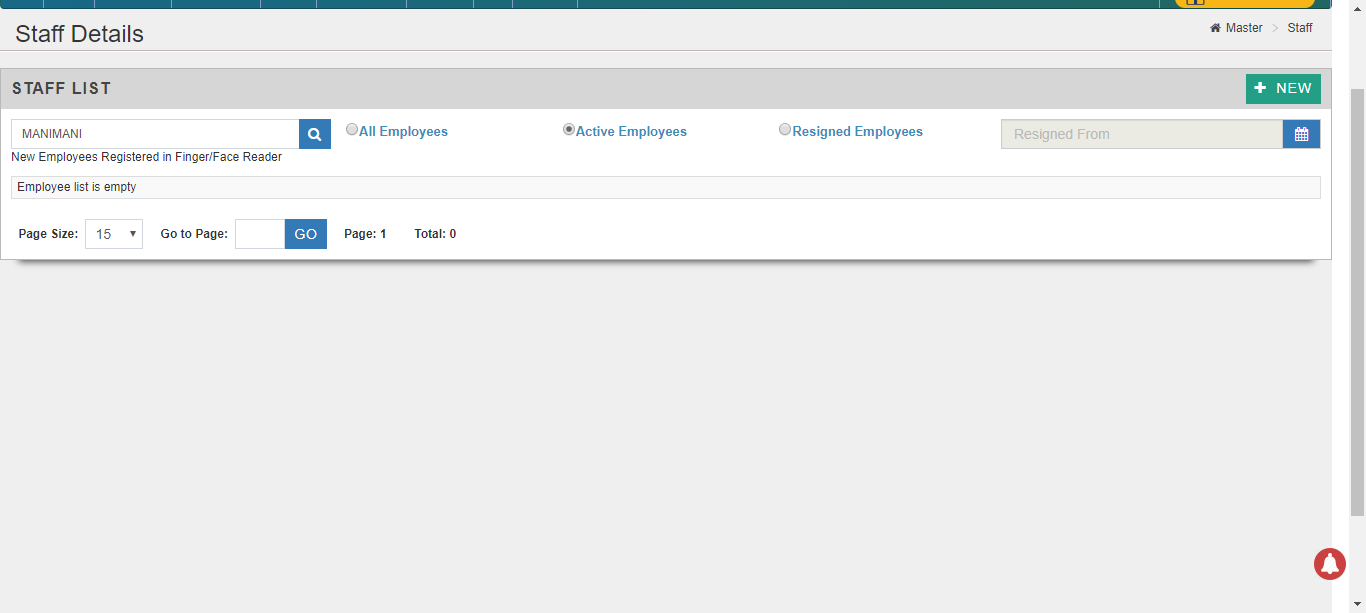 Staff Details
Master > Staff
STAFF LIST
+ NEW
MANIMANI
All Employees
Active Employees
Resigned Employees
Resigned From
New Employees Registered in Finger/Face Reader
Employee list is empty
Page Size: 15 Go to Page: GO Page: 1 Total: 0